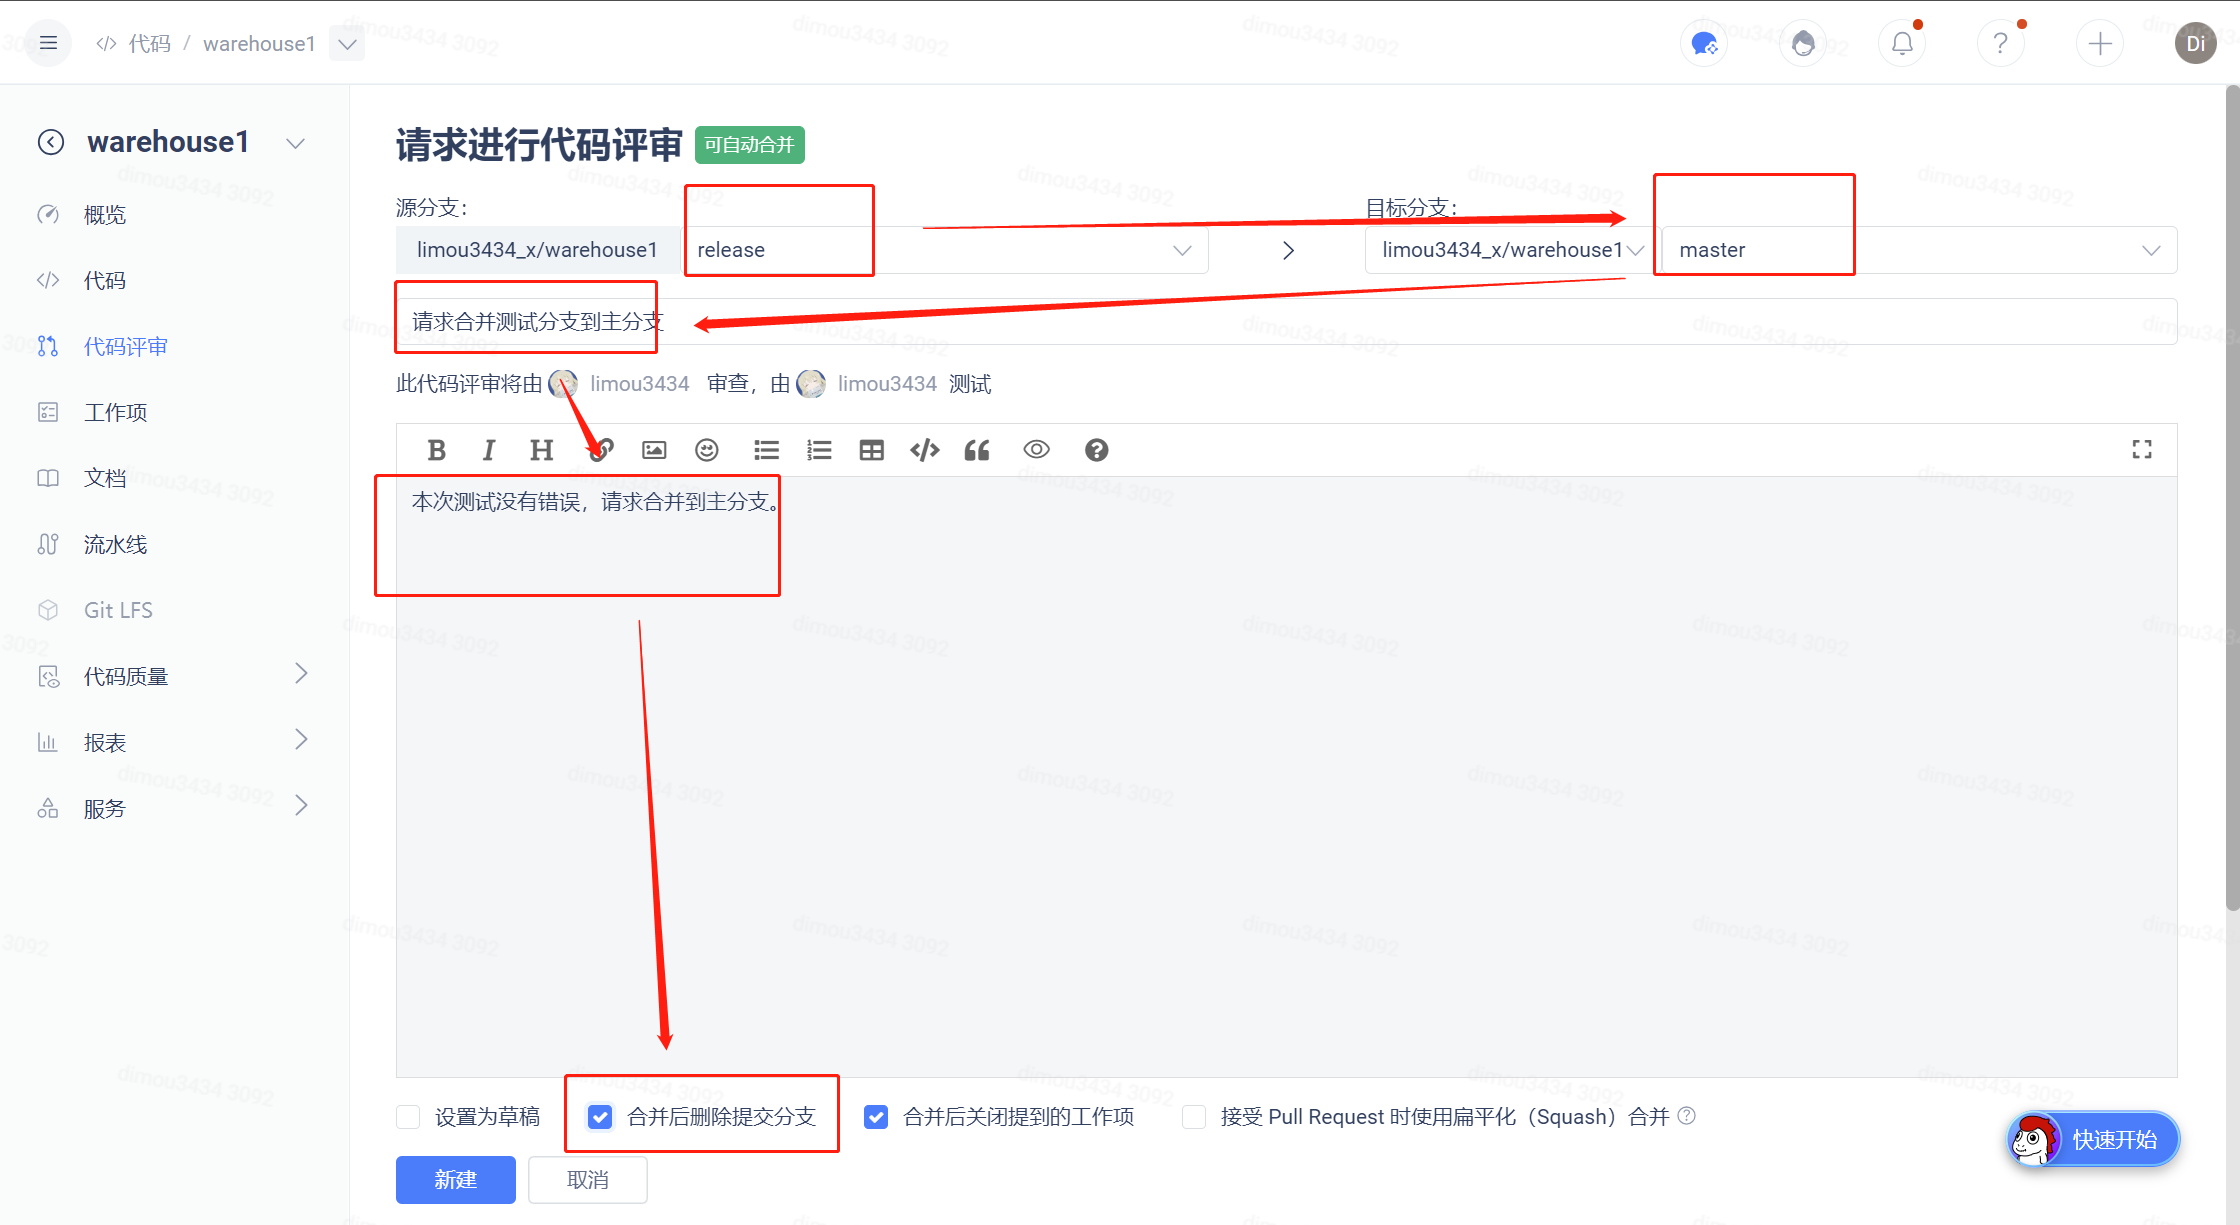 代码 / warehouse1
Di
warehouse1
概览
代码
代码评审
工作项
文档
流水线
Git LFS
代码质量
报表
服务
请求进行代码评审 可自动合并
源分支：
目标分支：
limou3434_x/warehouse1 release
limou3434_x/warehouse1 master
请求合并测试分支到主分支
此代码评审将由 limou3434 审查，由 limou3434 测试
本次测试没有错误，请求合并到主分支。
设置为草稿 合并后删除提交分支 合并后关闭提到的工作项 接受 Pull Request 时使用扁平化（Squash）合并
新建 取消
快速开始
dimou3434 3092